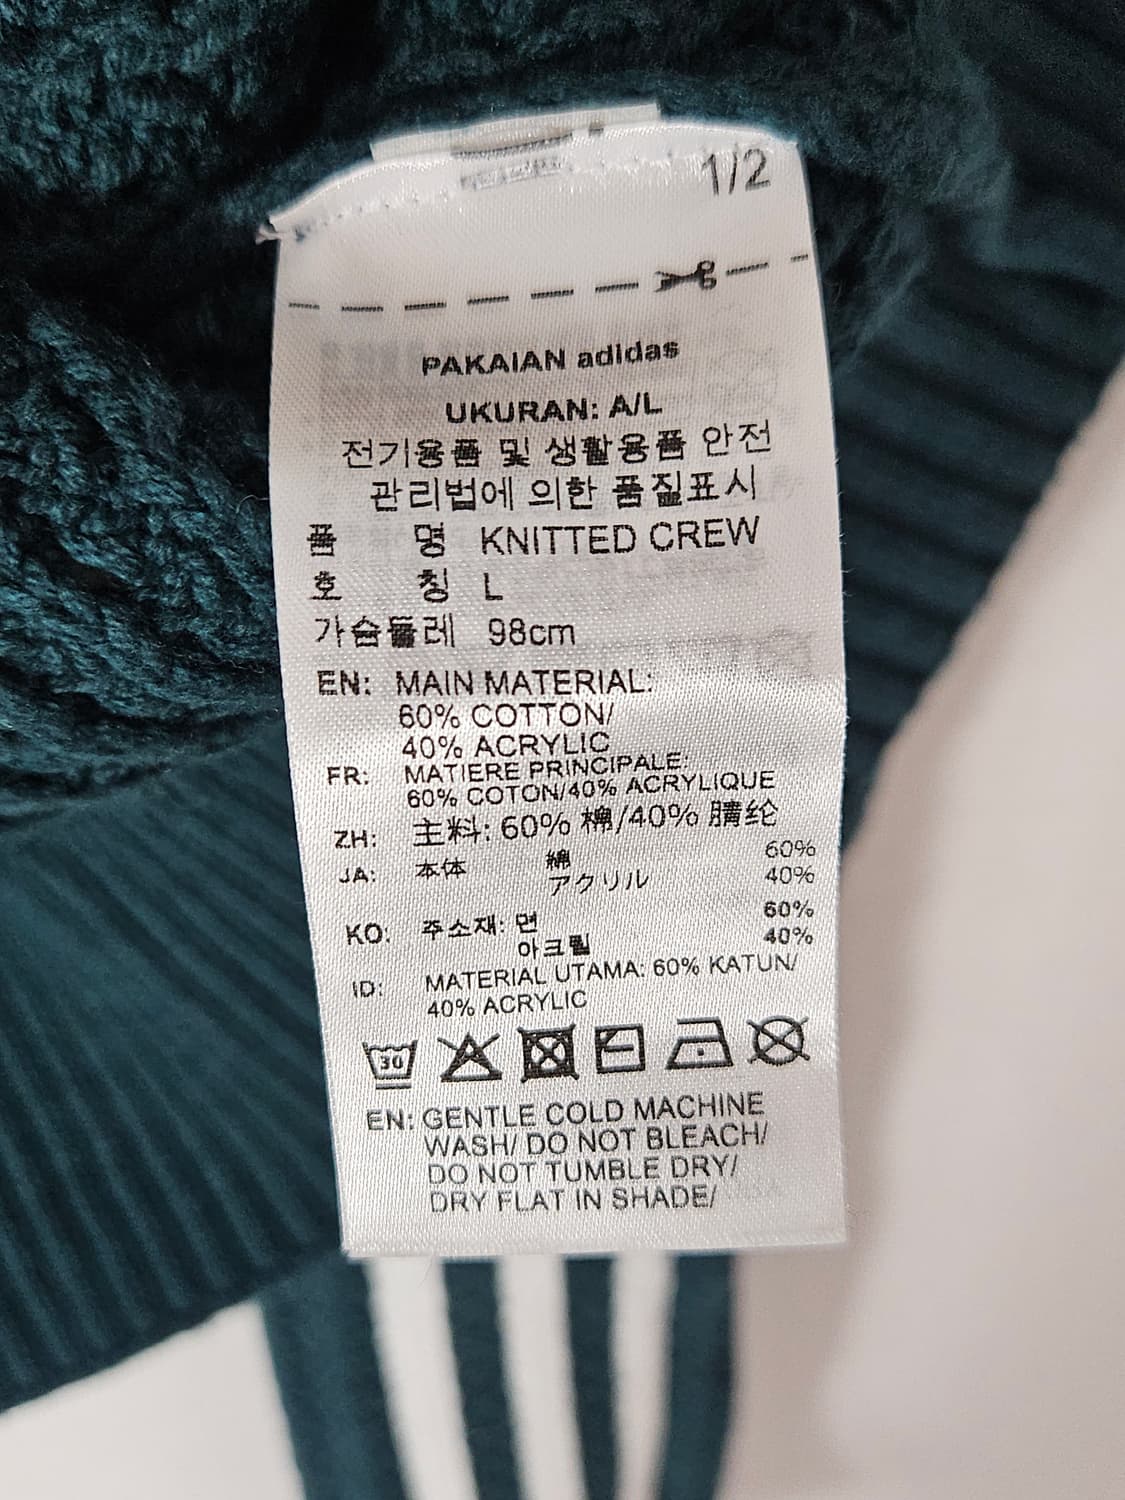 1/2
PAKAIAN adidas
UKURAN: A/L
전기용품 및 생활용품 안전
관리법에 의한 품질표시
품 명 KNITTED CREW
호 칭 L
가슴둘레 98cm
EN: MAIN MATERIAL:
60% COTTON/
40% ACRYLIC
FR: MATIERE PRINCIPALE:
60% COTON/40% ACRYLIQUE
ZH: 主料: 60% 棉/40% 腈纶
JA: 本体 綿 60%
アクリル 40%
KO: 주소재: 면 60%
아크릴 40%
ID: MATERIAL UTAMA: 60% KATUN/
40% ACRYLIC
30
EN: GENTLE COLD MACHINE
WASH/ DO NOT BLEACH/
DO NOT TUMBLE DRY/
DRY FLAT IN SHADE/